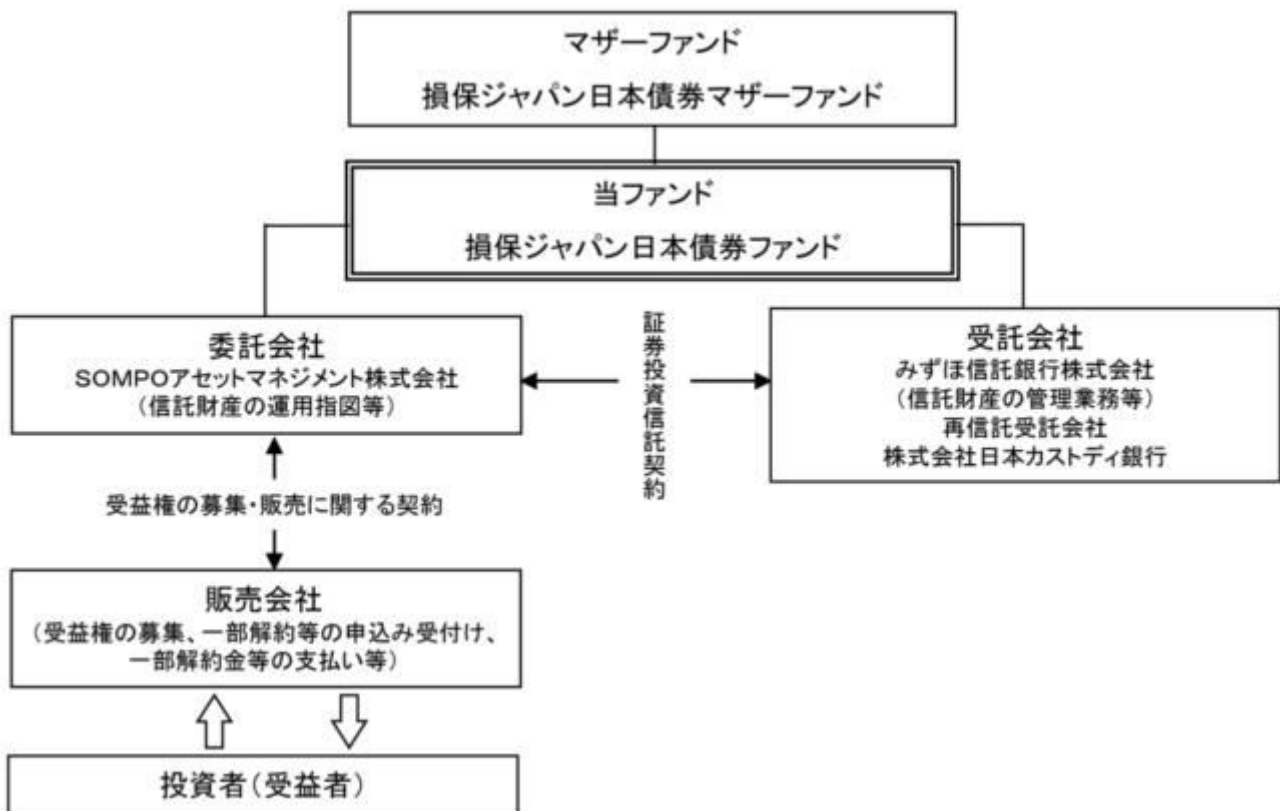 マザーファンド
損保ジャパン日本債券マザーファンド
当ファンド
損保ジャパン日本債券ファンド
委託会社
SOMPOアセットマネジメント株式会社
（信託財産の運用指図等）
証券投資信託契約
受託会社
みずほ信託銀行株式会社
（信託財産の管理業務等）
再信託受託会社
株式会社日本カストディ銀行
受益権の募集・販売に関する契約
販売会社
（受益権の募集、一部解約等の申込み受付け、
一部解約金等の支払い等）
投資者（受益者）